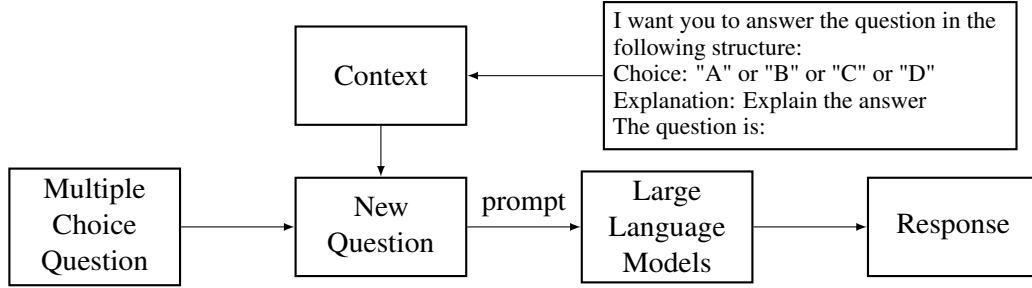 I want you to answer the question in the
following structure:
Choice: "A" or "B" or "C" or "D"
Explanation: Explain the answer
The question is:
Context
Multiple
Choice
Question
New
Question
prompt
Large
Language
Models
Response